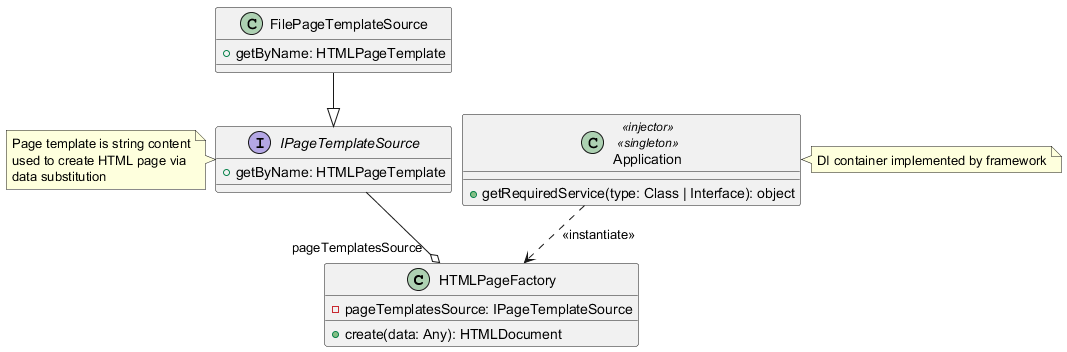 C FilePageTemplateSource
getByName: HTMLPageTemplate
Page template is string content
used to create HTML page via
data substitution
I IPageTemplateSource
getByName: HTMLPageTemplate
«injector»
«singleton»
C Application
getRequiredService(type: Class | Interface): object
DI container implemented by framework
«instantiate»
pageTemplatesSource
C HTMLPageFactory
pageTemplatesSource: IPageTemplateSource
create(data: Any): HTMLDocument